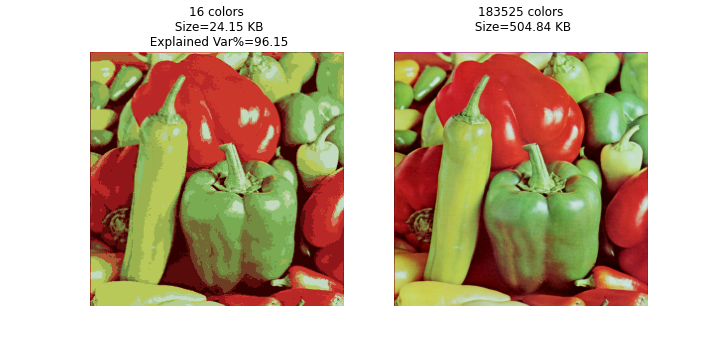 16 colors
Size=24.15 KB
Explained Var%=96.15
183525 colors
Size=504.84 KB